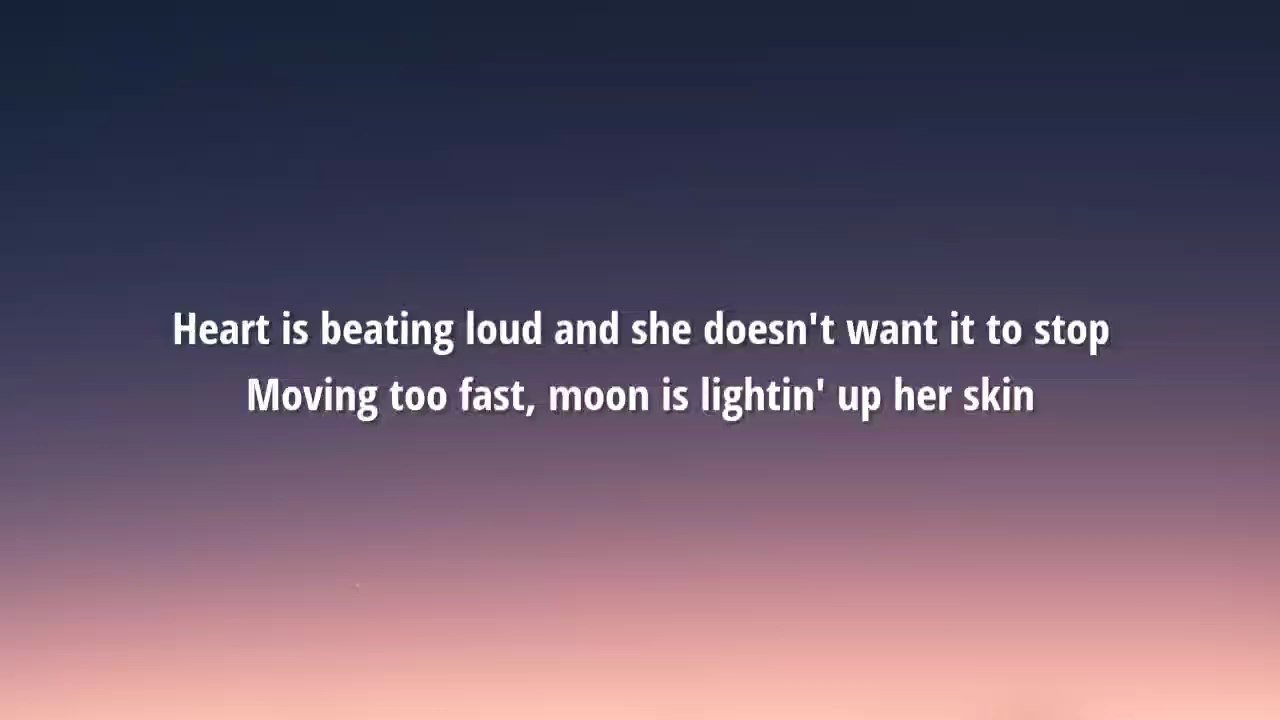 Heart is beating loud and she doesn't want it to stop
Moving too fast, moon is lightin' up her skin